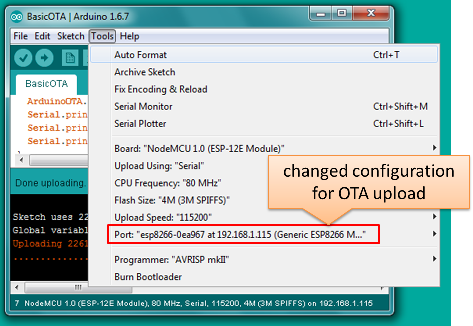 BasicOTA | Arduino 1.6.7
File Edit Sketch Tools Help
Auto Format Ctrl+T
Archive Sketch
Fix Encoding & Reload
Serial Monitor Ctrl+Shift+M
Serial Plotter Ctrl+Shift+L
Board: "NodeMCU 1.0 (ESP-12E Module)"
Upload Using: "Serial"
CPU Frequency: "80 MHz"
Flash Size: "4M (3M SPIFFS)"
Upload Speed: "115200"
Port: "esp8266-0ea967 at 192.168.1.115 (Generic ESP8266 M..."
Programmer: "AVRISP mkII"
Burn Bootloader
changed configuration
for OTA upload
BasicOTA
ArduinoOTA.
Serial.prin
Serial.prin
Serial.prin
}
Done uploading.
Sketch uses 22
Global variabl
Uploading 2261
..............
7 NodeMCU 1.0 (ESP-12E Module), 80 MHz, Serial, 115200, 4M (3M SPIFFS) on 192.168.1.115